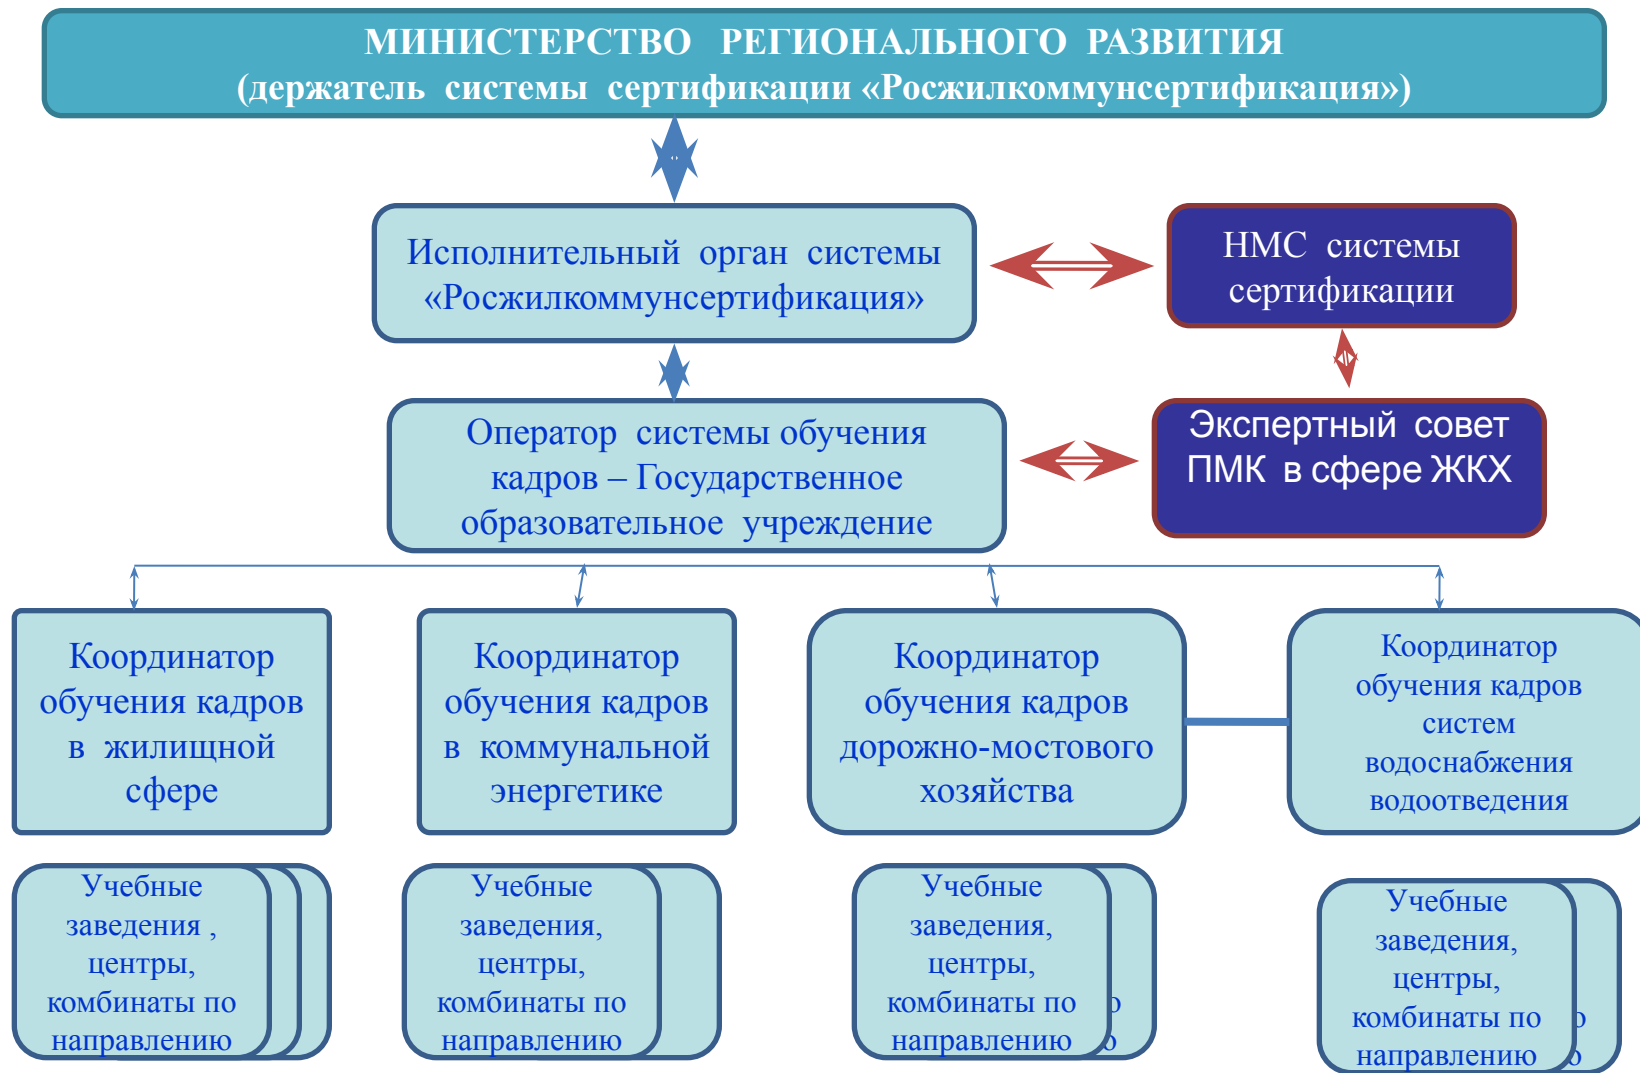 МИНИСТЕРСТВО РЕГИОНАЛЬНОГО РАЗВИТИЯ
(держатель системы сертификации «Росжилкоммунсертификация»)
Исполнительный орган системы
«Росжилкоммунсертификация»
НМС системы
сертификации
Оператор системы обучения
кадров – Государственное
образовательное учреждение
Экспертный совет
ПМК в сфере ЖКХ
Координатор
обучения кадров
в жилищной
сфере
Координатор
обучения кадров
в коммунальной
энергетике
Координатор
обучения кадров
дорожно-мостового
хозяйства
Координатор
обучения кадров
систем
водоснабжения
водоотведения
Учебные
заведения ,
центры,
комбинаты по
направлению
Учебные
заведения,
центры,
комбинаты по
направлению
Учебные
заведения,
центры,
комбинаты по
направлению
Учебные
заведения,
центры,
комбинаты по
направлению